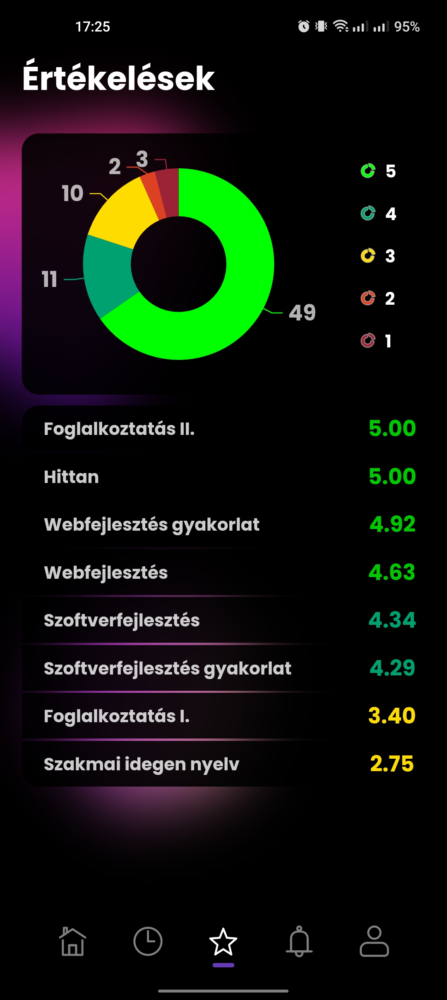 17:25 95%
Értékelések
3
2
10
11
49
5
4
3
2
1
Foglalkoztatás II. 5.00
Hittan 5.00
Webfejlesztés gyakorlat 4.92
Webfejlesztés 4.63
Szoftverfejlesztés 4.34
Szoftverfejlesztés gyakorlat 4.29
Foglalkoztatás I. 3.40
Szakmai idegen nyelv 2.75